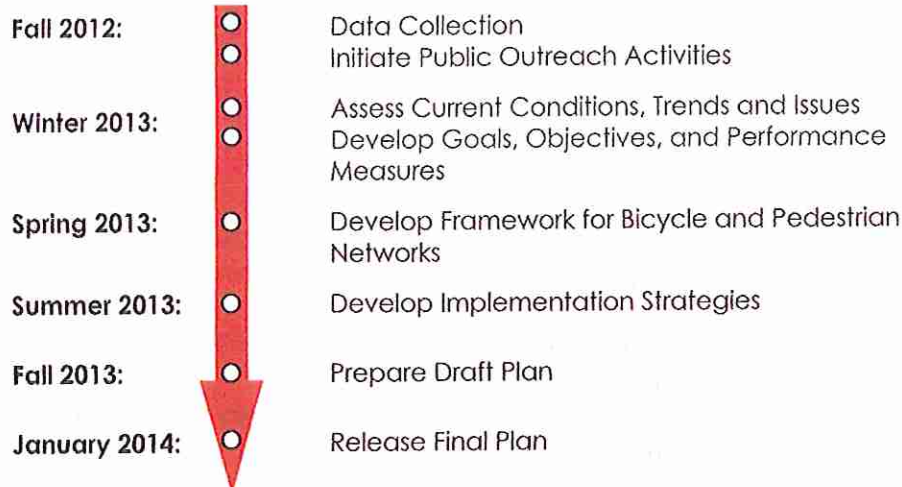 Fall 2012:
Data Collection
Initiate Public Outreach Activities
Winter 2013:
Assess Current Conditions, Trends and Issues
Develop Goals, Objectives, and Performance
Measures
Spring 2013:
Develop Framework for Bicycle and Pedestrian
Networks
Summer 2013:
Develop Implementation Strategies
Fall 2013:
Prepare Draft Plan
January 2014:
Release Final Plan